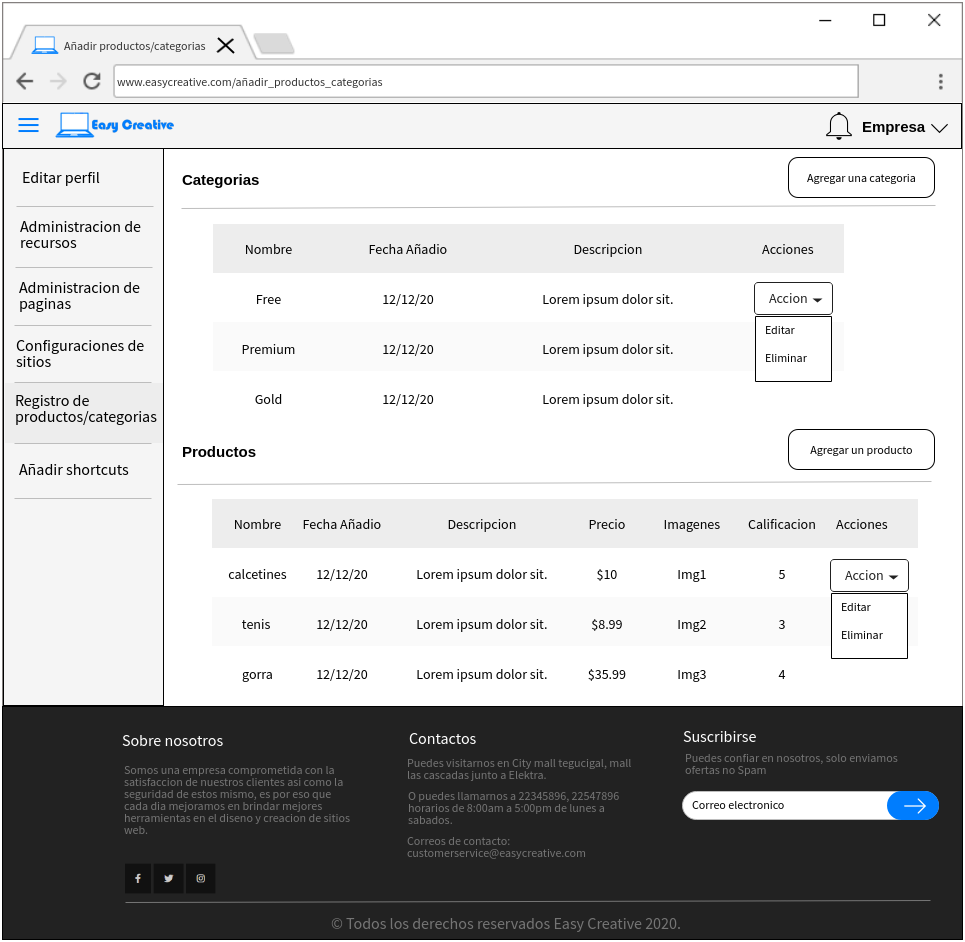 Añadir productos/categorias
www.easycreative.com/añadir_productos_categorias
Easy Creative
Empresa
Editar perfil
Administracion de
recursos
Administracion de
paginas
Configuraciones de
sitios
Registro de
productos/categorias
Añadir shortcuts
Categorias
Agregar una categoria
Nombre Fecha Añadio Descripcion Acciones
Free 12/12/20 Lorem ipsum dolor sit. Accion
Editar
Premium 12/12/20 Lorem ipsum dolor sit.
Eliminar
Gold 12/12/20 Lorem ipsum dolor sit.
Productos
Agregar un producto
Nombre Fecha Añadio Descripcion Precio Imagenes Calificacion Acciones
calcetines 12/12/20 Lorem ipsum dolor sit. $10 Img1 5 Accion
Editar
tenis 12/12/20 Lorem ipsum dolor sit. $8.99 Img2 3
Eliminar
gorra 12/12/20 Lorem ipsum dolor sit. $35.99 Img3 4
Sobre nosotros
Somos una empresa comprometida con la
satisfaccion de nuestros clientes asi como la
seguridad de estos mismo, es por eso que
cada dia mejoramos en brindar mejores
herramientas en el diseno y creacion de sitios
web.
Contactos
Puedes visitarnos en City mall tegucigal, mall
las cascadas junto a Elektra.
O puedes llamarnos a 22345896, 22547896
horarios de 8:00am a 5:00pm de lunes a
sabados.
Correos de contacto:
customerservice@easycreative.com
Suscribirse
Puedes confiar en nosotros, solo enviamos
ofertas no Spam
Correo electronico
© Todos los derechos reservados Easy Creative 2020.